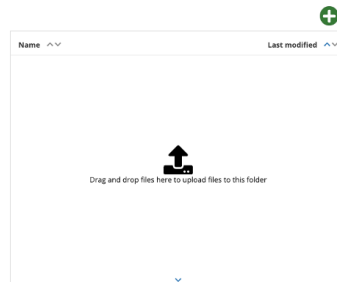 Name
Last modified
Drag and drop files here to upload files to this folder